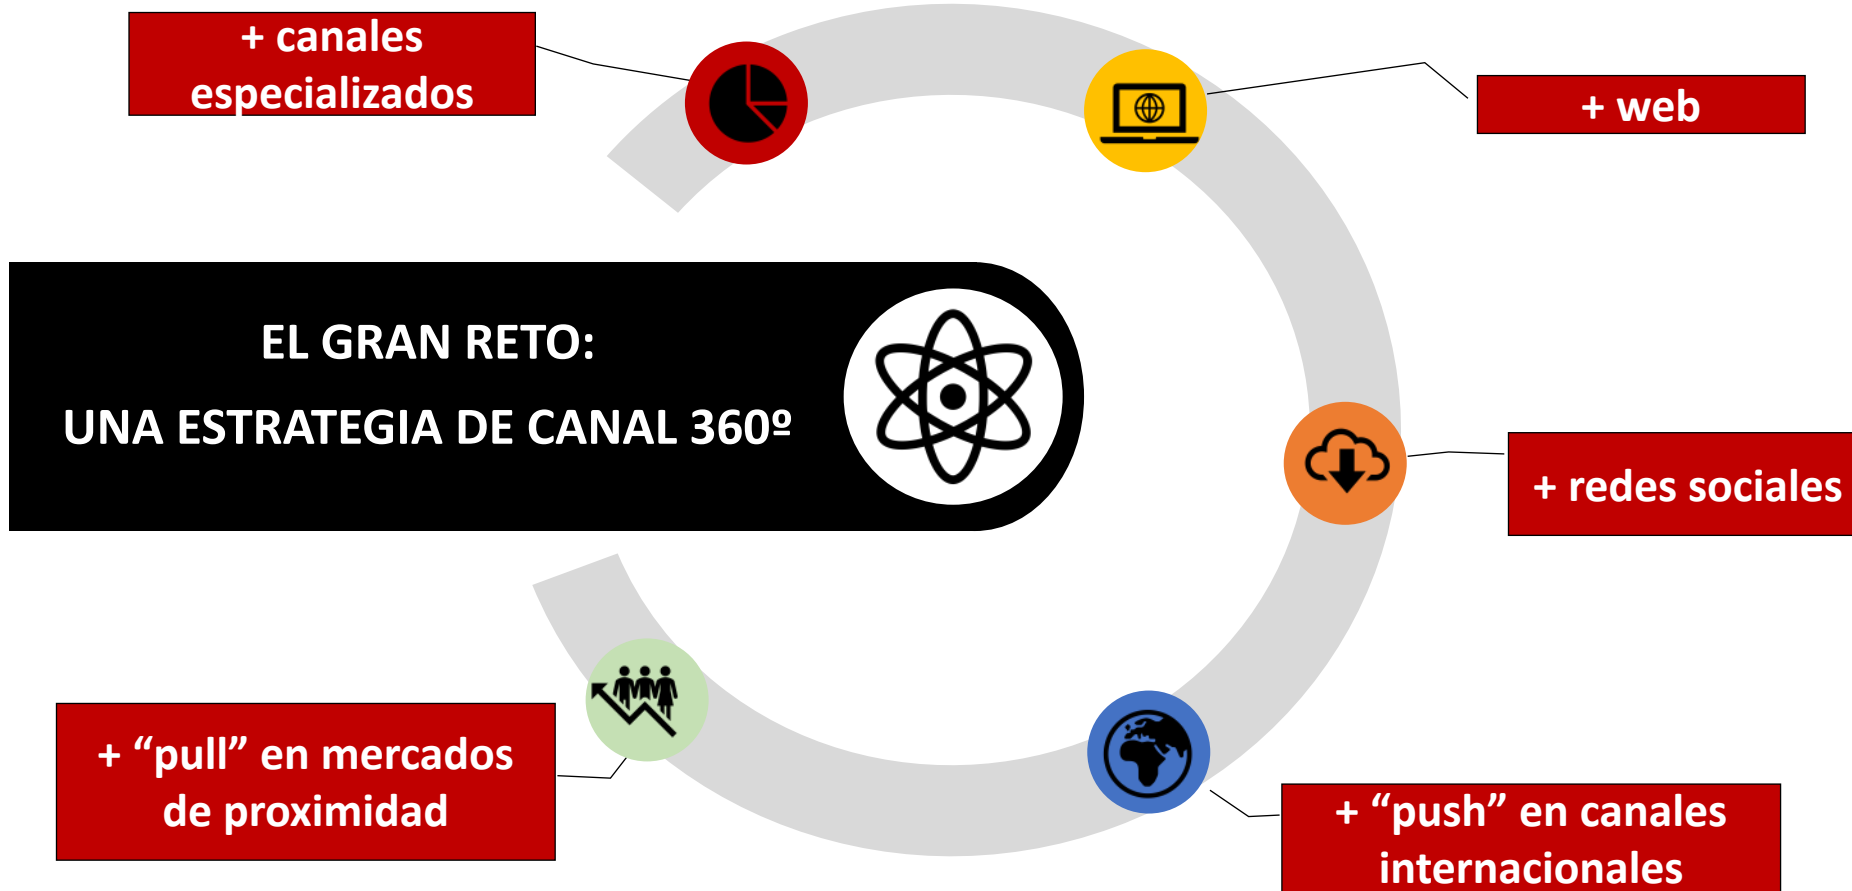 + canales
especializados
+ web
EL GRAN RETO:
UNA ESTRATEGIA DE CANAL 360º
+ redes sociales
+ “pull” en mercados
de proximidad
+ “push” en canales
internacionales